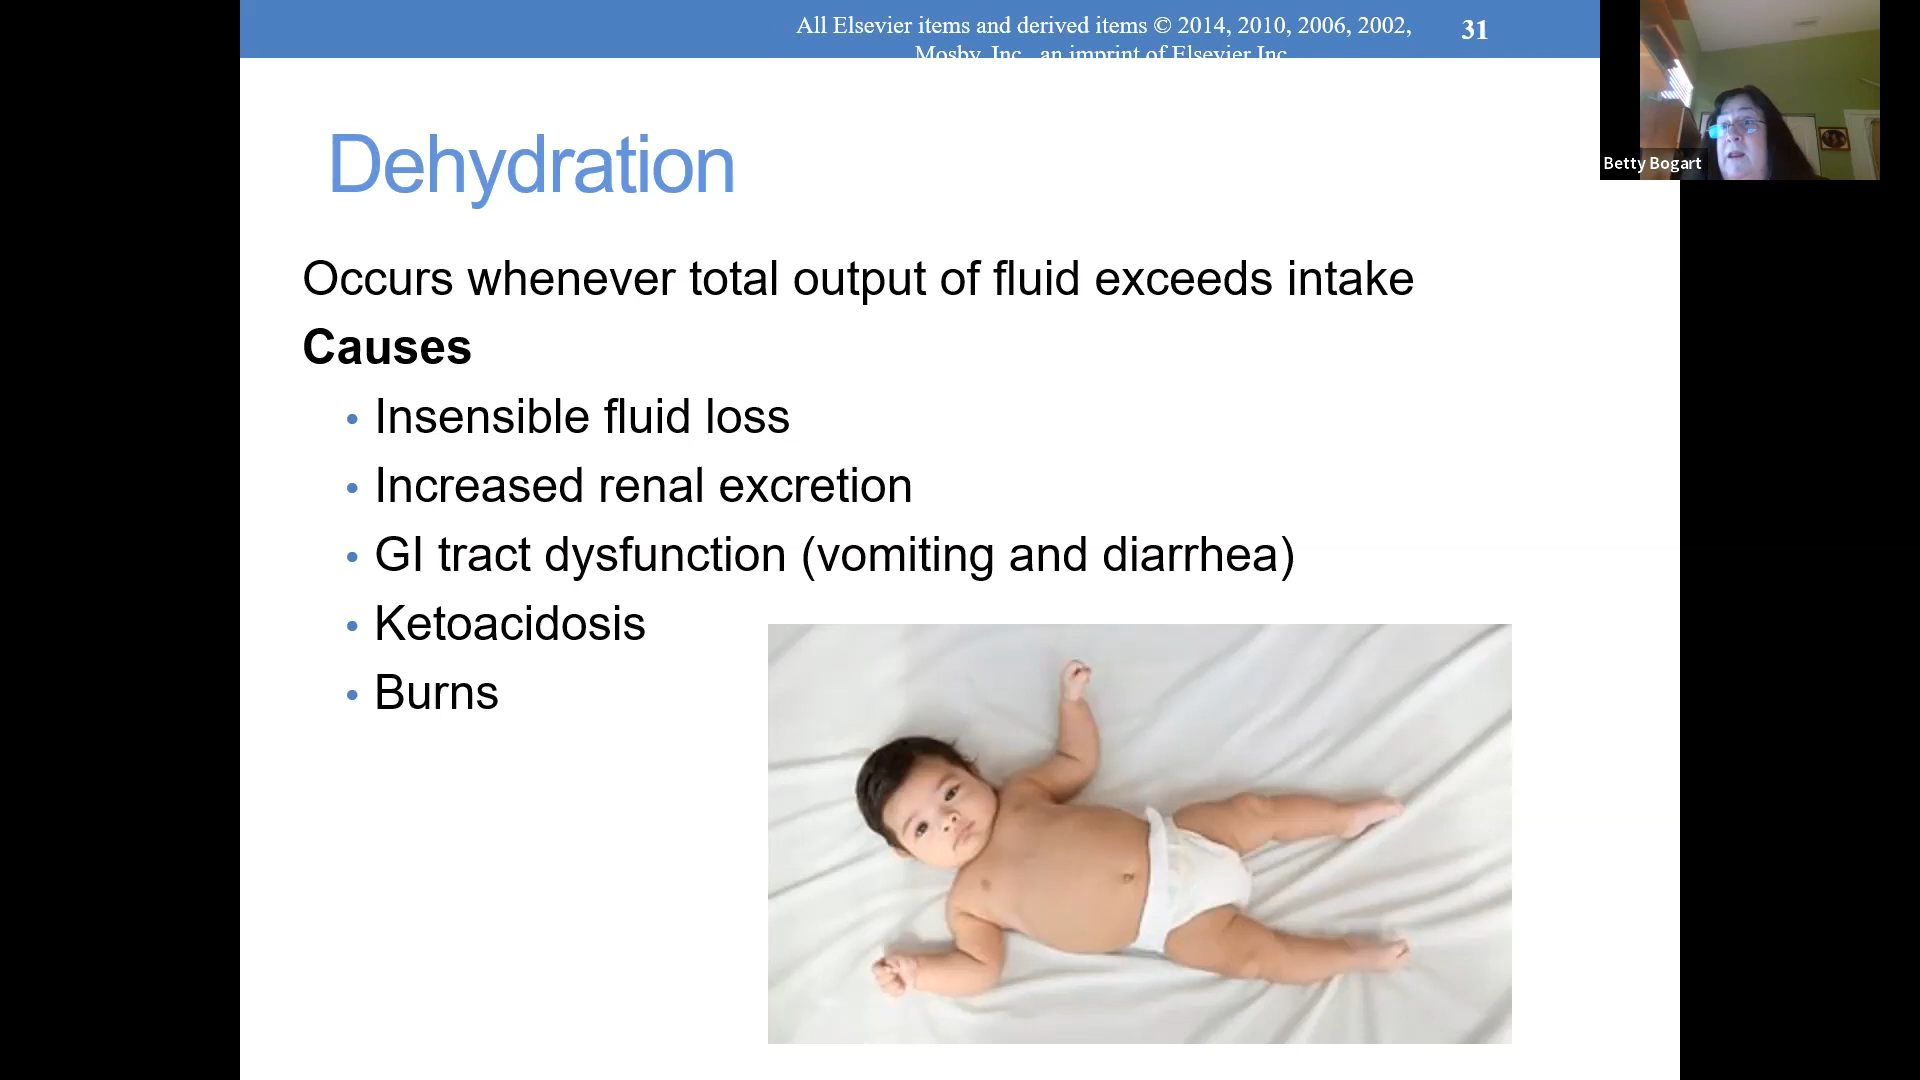 All Elsevier items and derived items © 2014, 2010, 2006, 2002,
Mosby, Inc., an imprint of Elsevier Inc.
31
Betty Bogart
Dehydration
Occurs whenever total output of fluid exceeds intake
Causes
• Insensible fluid loss
• Increased renal excretion
• GI tract dysfunction (vomiting and diarrhea)
• Ketoacidosis
• Burns